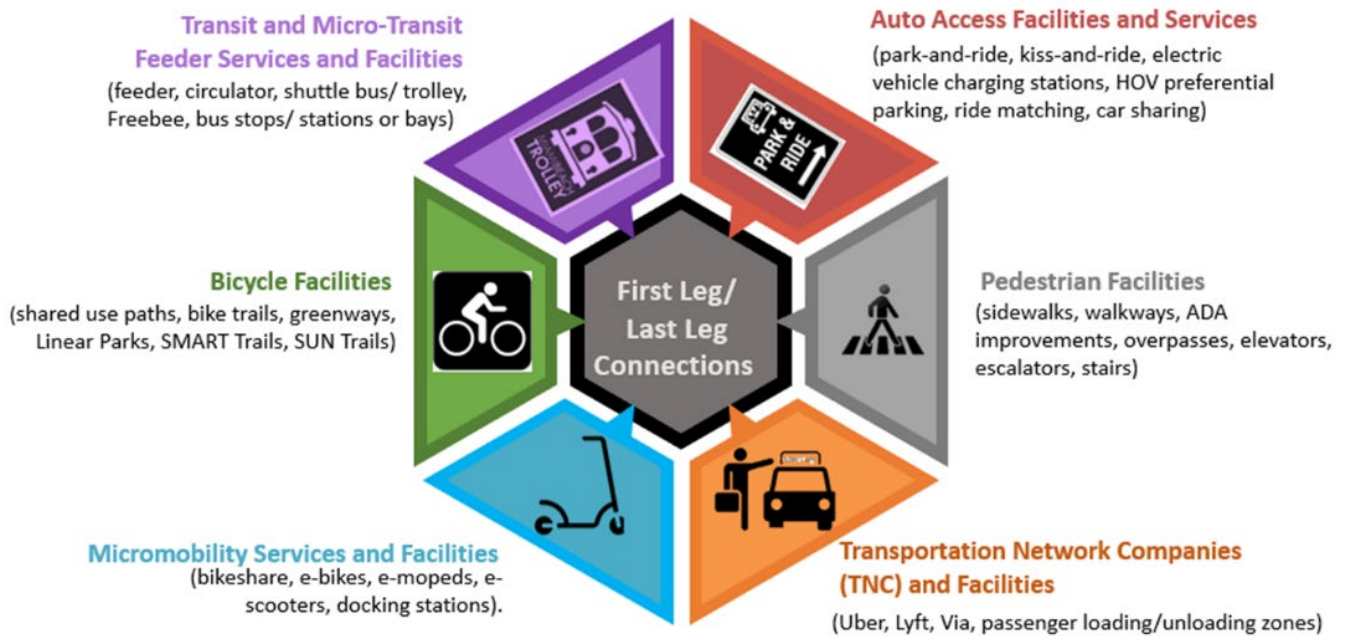 Transit and Micro-Transit
Feeder Services and Facilities
(feeder, circulator, shuttle bus/ trolley,
Freebee, bus stops/ stations or bays)
Auto Access Facilities and Services
(park-and-ride, kiss-and-ride, electric
vehicle charging stations, HOV preferential
parking, ride matching, car sharing)
MIAMI BEACH
TROLLEY
PARK &
RIDE
Bicycle Facilities
(shared use paths, bike trails, greenways,
Linear Parks, SMART Trails, SUN Trails)
First Leg/
Last Leg
Connections
Pedestrian Facilities
(sidewalks, walkways, ADA
improvements, overpasses, elevators,
escalators, stairs)
Micromobility Services and Facilities
(bikeshare, e-bikes, e-mopeds, e-
scooters, docking stations).
Transportation Network Companies
(TNC) and Facilities
(Uber, Lyft, Via, passenger loading/unloading zones)